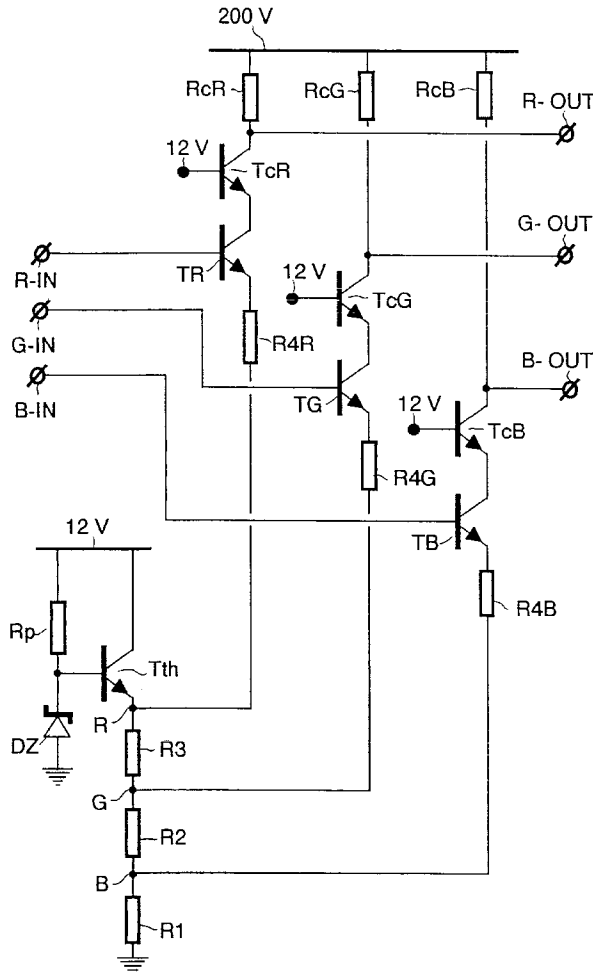 200 V
RcR
RcG
RcB
R- OUT
12 V
TcR
G- OUT
R-IN
TR
12 V
TcG
G-IN
R4R
B- OUT
B-IN
TG
12 V
TcB
R4G
12 V
TB
Rp
R4B
Tth
R
DZ
R3
G
R2
B
R1